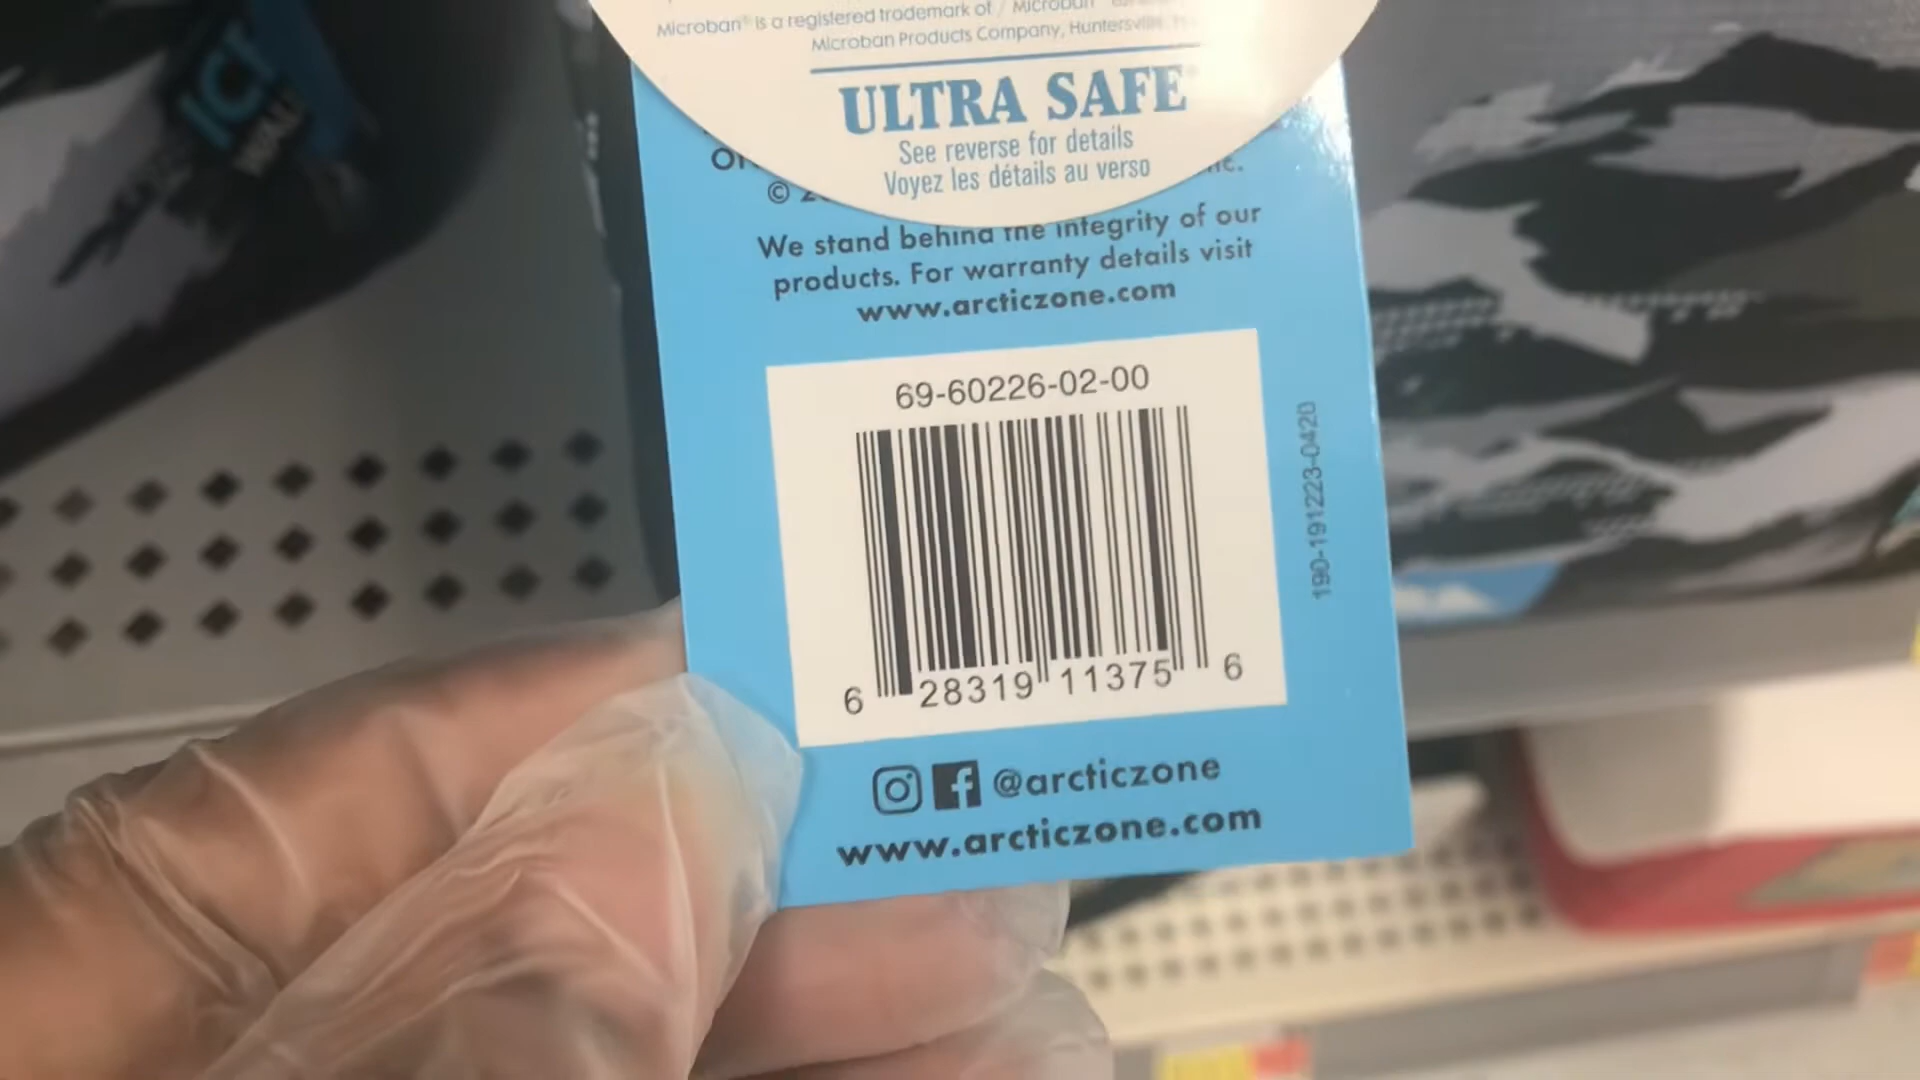 Microban® is a registered trademark of Microban
Microban Products Company, Huntersville,
ULTRA SAFE
See reverse for details
Voyez les détails au verso
©
We stand behind the integrity of our
products. For warranty details visit
www.arcticzone.com
69-60226-02-00
6 28319 11375 6
190-191223-0420
@arcticzone
www.arcticzone.com
ICE
WALL